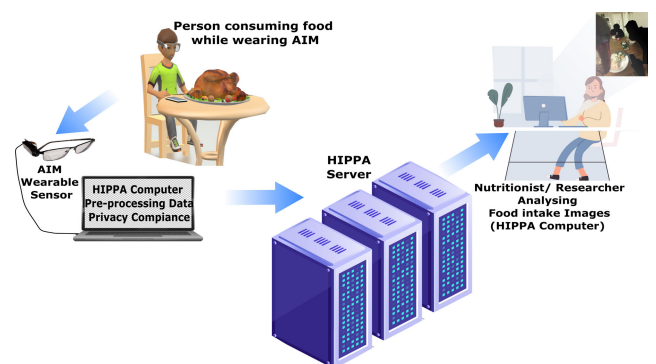 Person consuming food
while wearing AIM
AIM
Wearable
Sensor
HIPPA Computer
Pre-processing Data
Privacy Compiance
HIPPA
Server
Nutritionist/ Researcher
Analysing
Food intake Images
(HIPPA Computer)